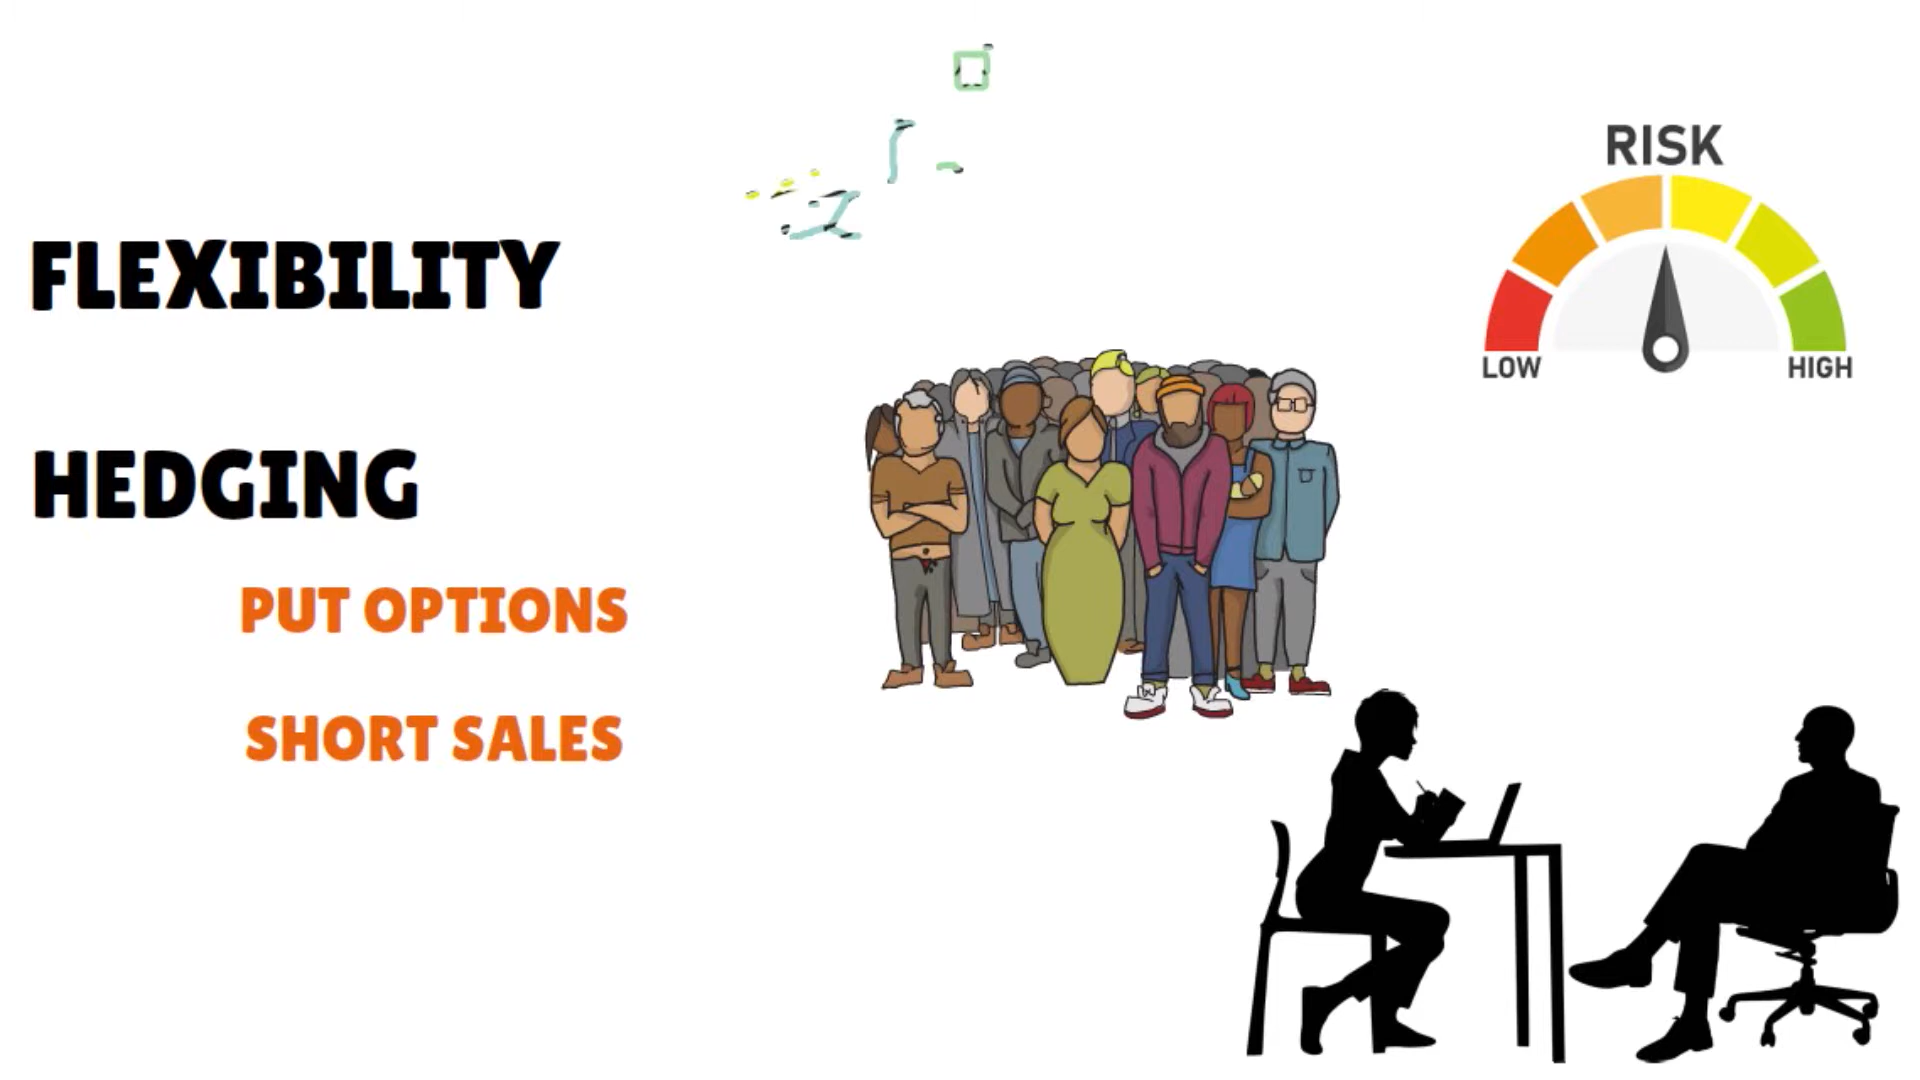 FLEXIBILITY
HEDGING
PUT OPTIONS
SHORT SALES
RISK
LOW
HIGH